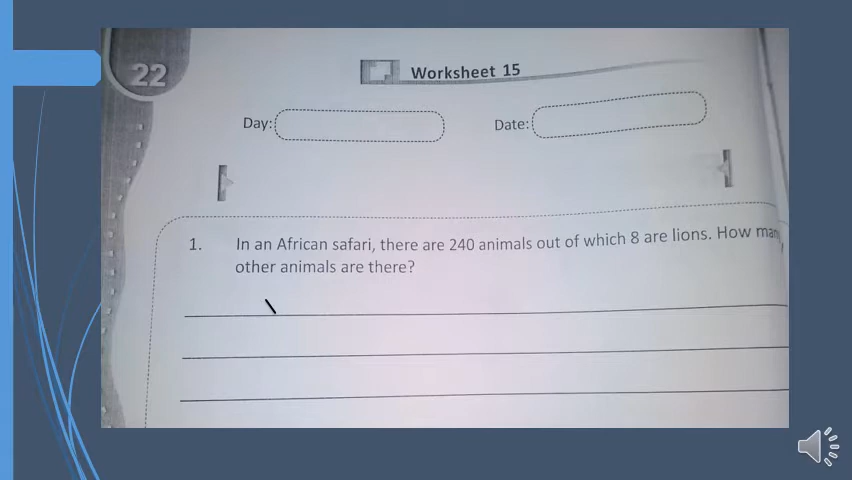 22
Worksheet 15
Day:
Date:
1. In an African safari, there are 240 animals out of which 8 are lions. How many
other animals are there?